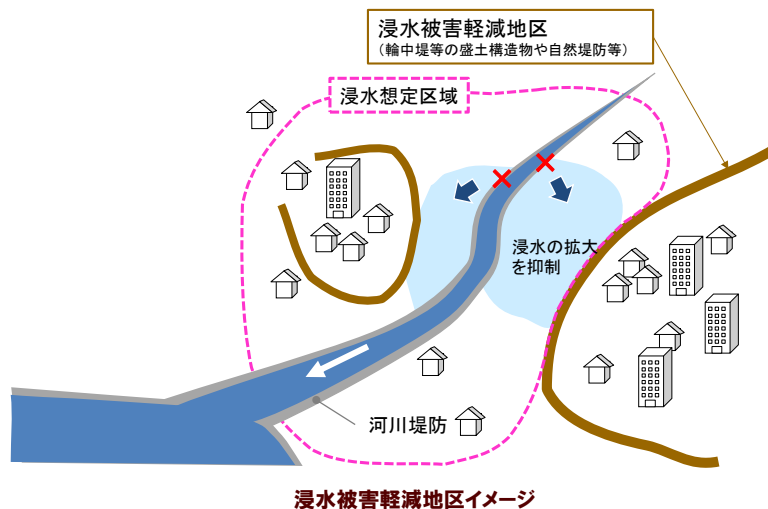 浸水被害軽減地区
（輪中堤等の盛土構造物や自然堤防等）
浸水想定区域
浸水の拡大
を抑制
河川堤防
浸水被害軽減地区イメージ